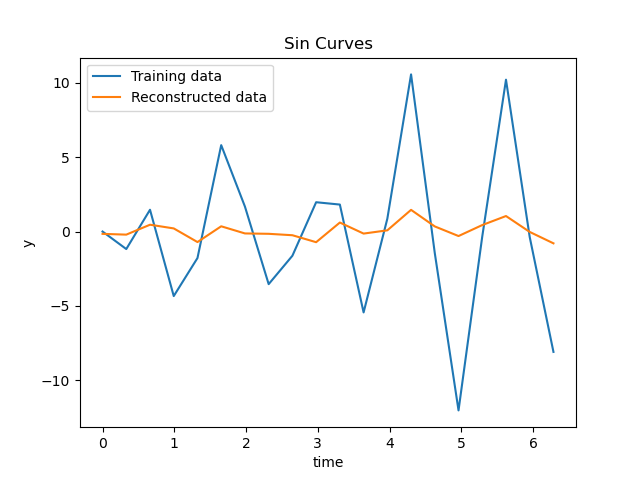 Sin Curves
Training data
Reconstructed data
10
5
0
−5
−10
y
0 1 2 3 4 5 6
time